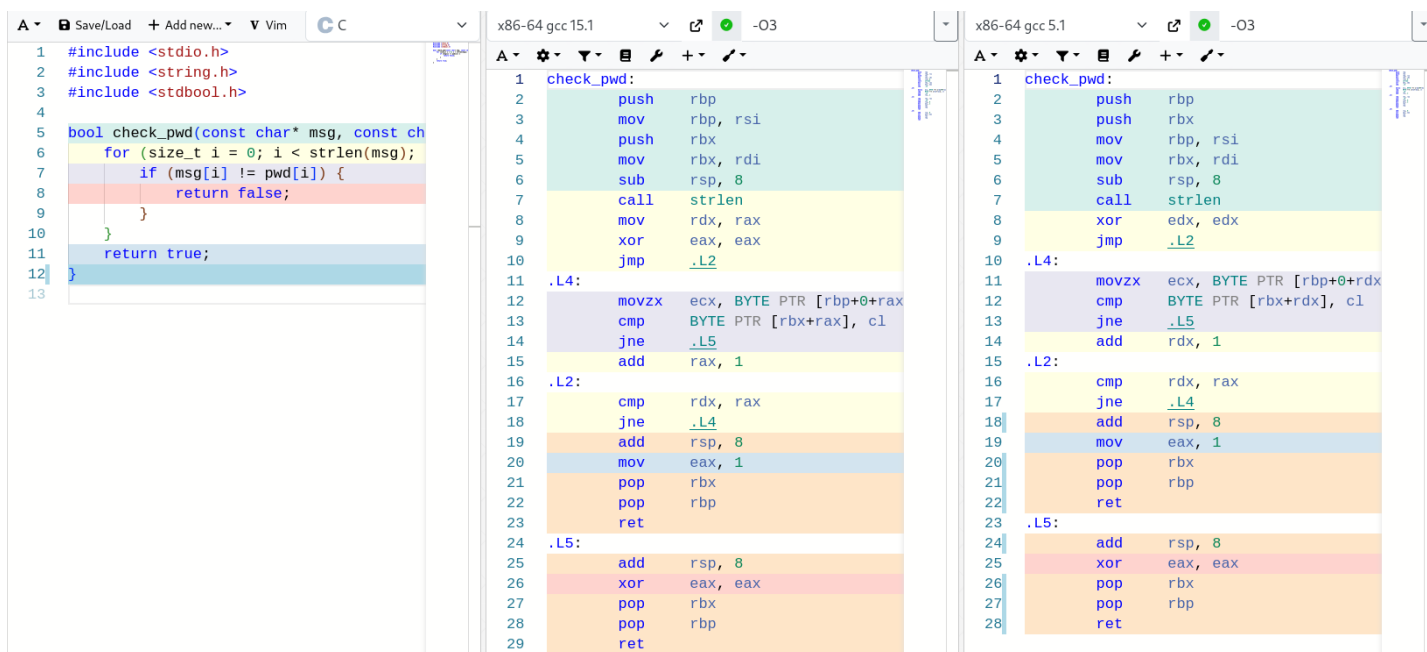 A Save/Load + Add new... Vim C C
1 #include <stdio.h>
2 #include <string.h>
3 #include <stdbool.h>
4
5 bool check_pwd(const char* msg, const ch
6 for (size_t i = 0; i < strlen(msg);
7 if (msg[i] != pwd[i]) {
8 return false;
9 }
10 }
11 return true;
12 }
13
x86-64 gcc 15.1 -O3
A
1 check_pwd:
2 push rbp
3 mov rbp, rsi
4 push rbx
5 mov rbx, rdi
6 sub rsp, 8
7 call strlen
8 mov rdx, rax
9 xor eax, eax
10 jmp .L2
11 .L4:
12 movzx ecx, BYTE PTR [rbp+0+rax
13 cmp BYTE PTR [rbx+rax], cl
14 jne .L5
15 add rax, 1
16 .L2:
17 cmp rdx, rax
18 jne .L4
19 add rsp, 8
20 mov eax, 1
21 pop rbx
22 pop rbp
23 ret
24 .L5:
25 add rsp, 8
26 xor eax, eax
27 pop rbx
28 pop rbp
29 ret
x86-64 gcc 5.1 -O3
A
1 check_pwd:
2 push rbp
3 push rbx
4 mov rbp, rsi
5 mov rbx, rdi
6 sub rsp, 8
7 call strlen
8 xor edx, edx
9 jmp .L2
10 .L4:
11 movzx ecx, BYTE PTR [rbp+0+rdx
12 cmp BYTE PTR [rbx+rdx], cl
13 jne .L5
14 add rdx, 1
15 .L2:
16 cmp rdx, rax
17 jne .L4
18 add rsp, 8
19 mov eax, 1
20 pop rbx
21 pop rbp
22 ret
23 .L5:
24 add rsp, 8
25 xor eax, eax
26 pop rbx
27 pop rbp
28 ret